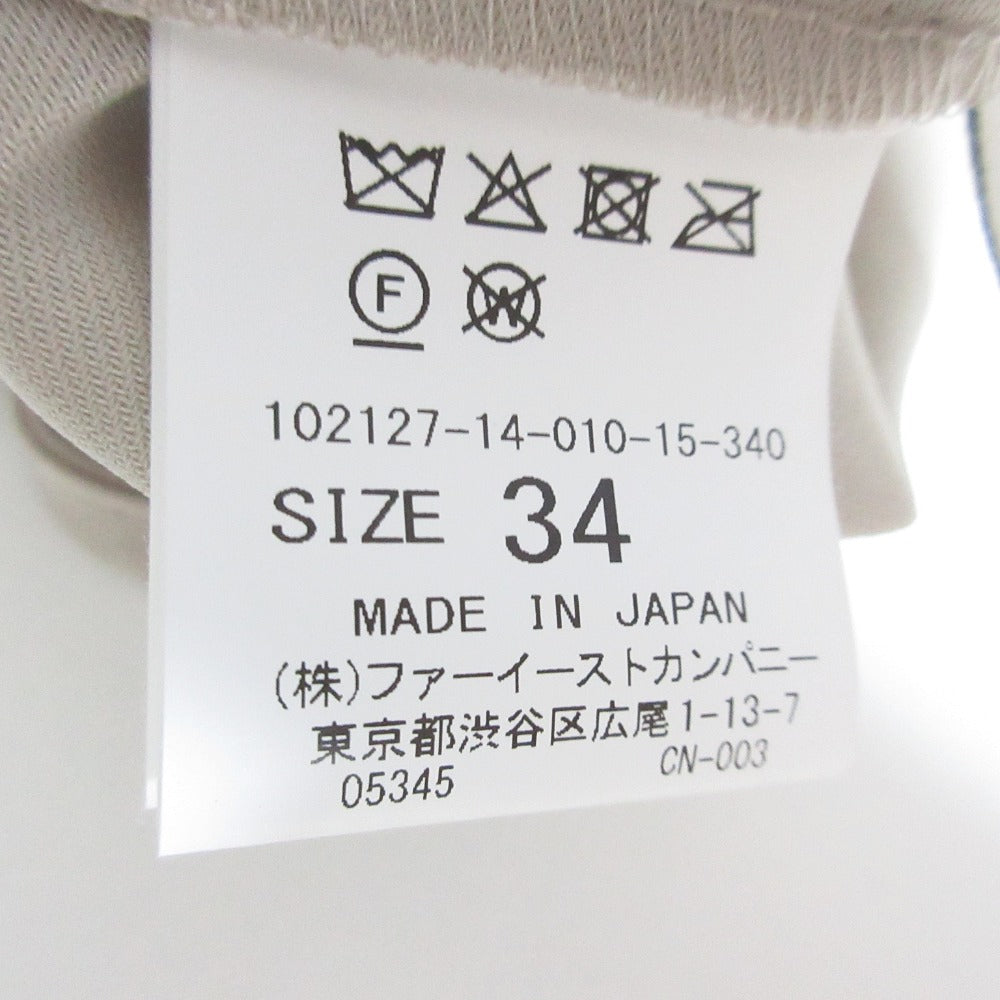 F W
102127-14-010-15-340
SIZE 34
MADE IN JAPAN
(株)ファーイーストカンパニー
東京都渋谷区広尾1-13-7
05345 CN-003